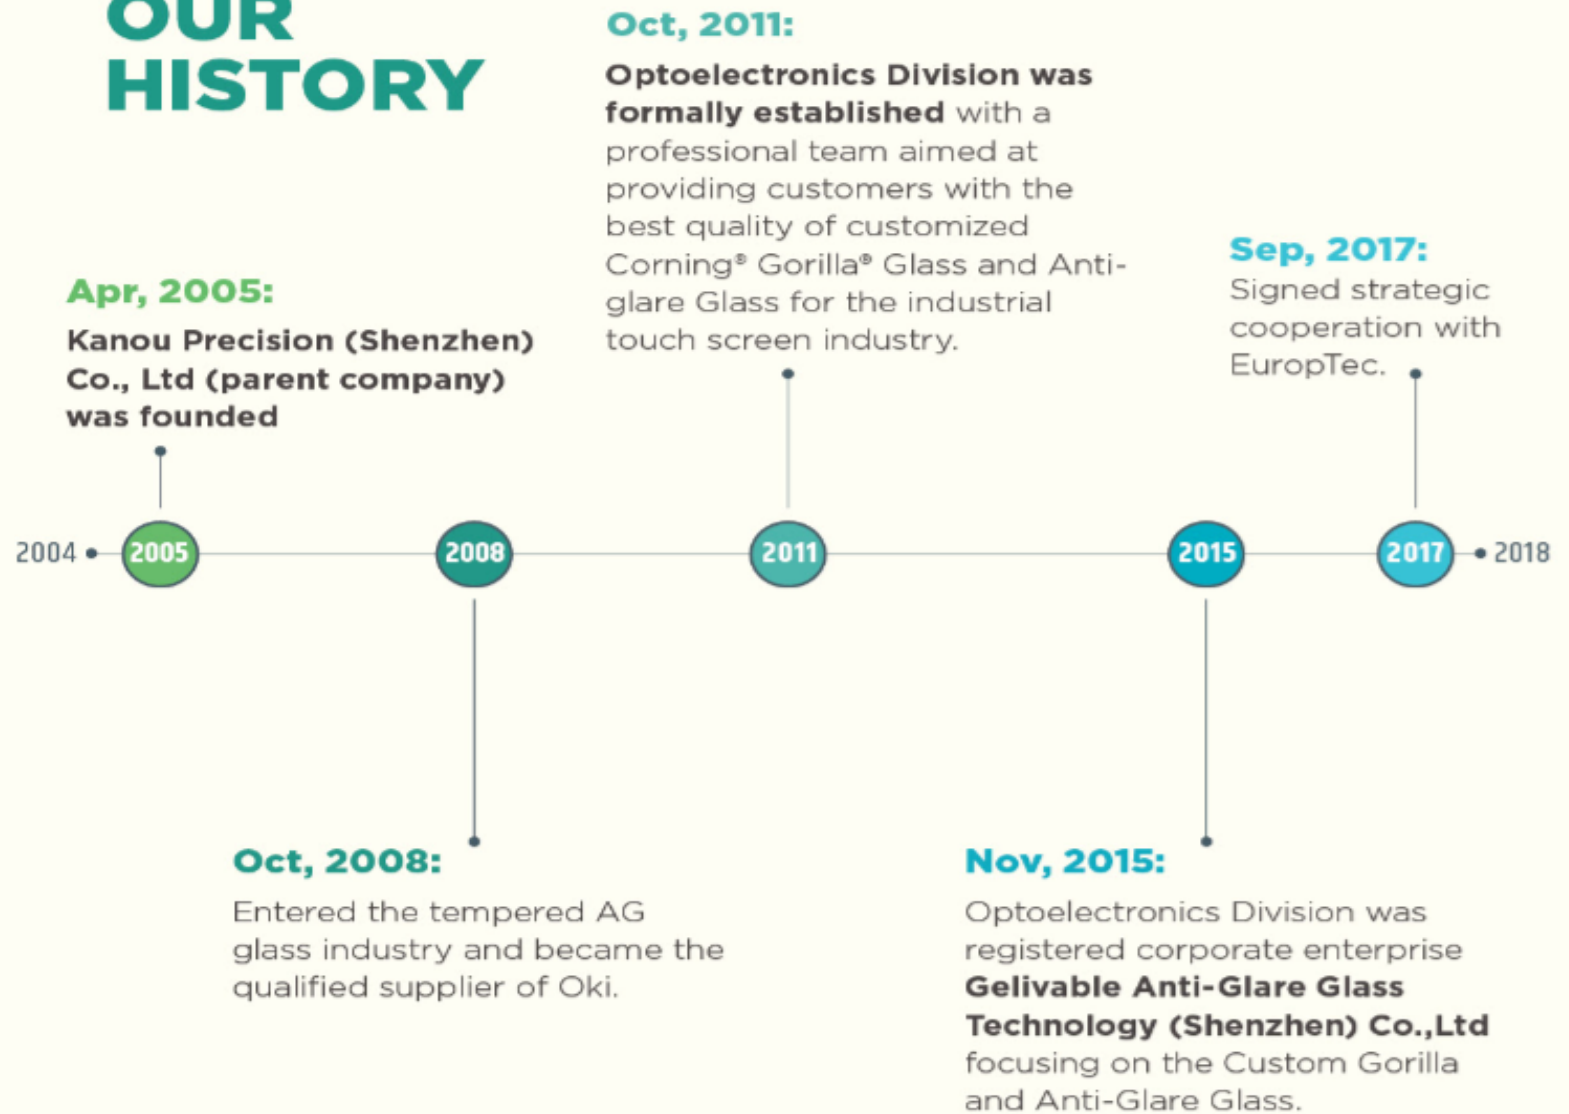 OUR
HISTORY
Oct, 2011:
Optoelectronics Division was
formally established with a
professional team aimed at
providing customers with the
best quality of customized
Corning® Gorilla® Glass and Anti-
glare Glass for the industrial
touch screen industry.
Sep, 2017:
Signed strategic
cooperation with
EuropTec.
Apr, 2005:
Kanou Precision (Shenzhen)
Co., Ltd (parent company)
was founded
2004
2005
2008
2011
2015
2017
2018
Oct, 2008:
Entered the tempered AG
glass industry and became the
qualified supplier of Oki.
Nov, 2015:
Optoelectronics Division was
registered corporate enterprise
Gelivable Anti-Glare Glass
Technology (Shenzhen) Co.,Ltd
focusing on the Custom Gorilla
and Anti-Glare Glass.